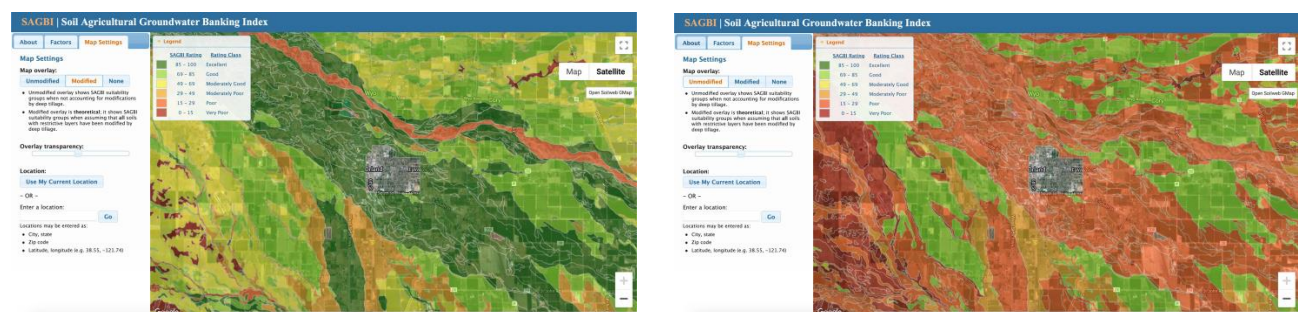 SAGBI | Soil Agricultural Groundwater Banking Index
About Factors Map Settings
Map Settings
Map overlay:
Unmodified Modified None
• Unmodified overlay shows SAGBI suitability
groups when not accounting for modifications
by deep tillage.
• Modified overlay is theoretical; it shows SAGBI
suitability groups when assuming that all soils
with restrictive layers have been modified by
deep tillage.
Overlay transparency:
Location:
Use My Current Location
- OR -
Enter a location:
Go
Locations may be entered as:
• City, state
• Zip code
• Latitude, longitude (e.g. 38.55, -121.74)
Legend
SAGBI Rating Rating Class
85 - 100 Excellent
69 - 85 Good
49 - 69 Moderately Good
29 - 49 Moderately Poor
15 - 29 Poor
0 - 15 Very Poor
Map Satellite
Open Soilweb GMap
+
−
SAGBI | Soil Agricultural Groundwater Banking Index
About Factors Map Settings
Map Settings
Map overlay:
Unmodified Modified None
• Unmodified overlay shows SAGBI suitability
groups when not accounting for modifications
by deep tillage.
• Modified overlay is theoretical; it shows SAGBI
suitability groups when assuming that all soils
with restrictive layers have been modified by
deep tillage.
Overlay transparency:
Location:
Use My Current Location
- OR -
Enter a location:
Go
Locations may be entered as:
• City, state
• Zip code
• Latitude, longitude (e.g. 38.55, -121.74)
Legend
SAGBI Rating Rating Class
85 - 100 Excellent
69 - 85 Good
49 - 69 Moderately Good
29 - 49 Moderately Poor
15 - 29 Poor
0 - 15 Very Poor
Map Satellite
Open Soilweb GMap
+
−